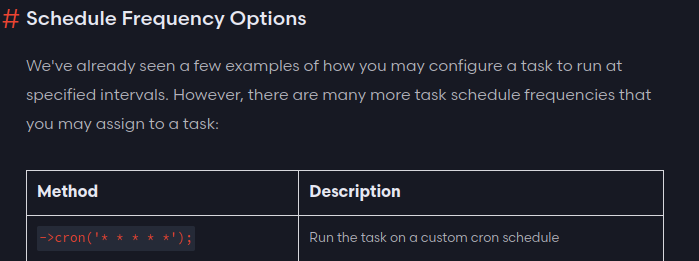 # Schedule Frequency Options
We've already seen a few examples of how you may configure a task to run at
specified intervals. However, there are many more task schedule frequencies that
you may assign to a task:
Method Description
->cron('* * * * *'); Run the task on a custom cron schedule